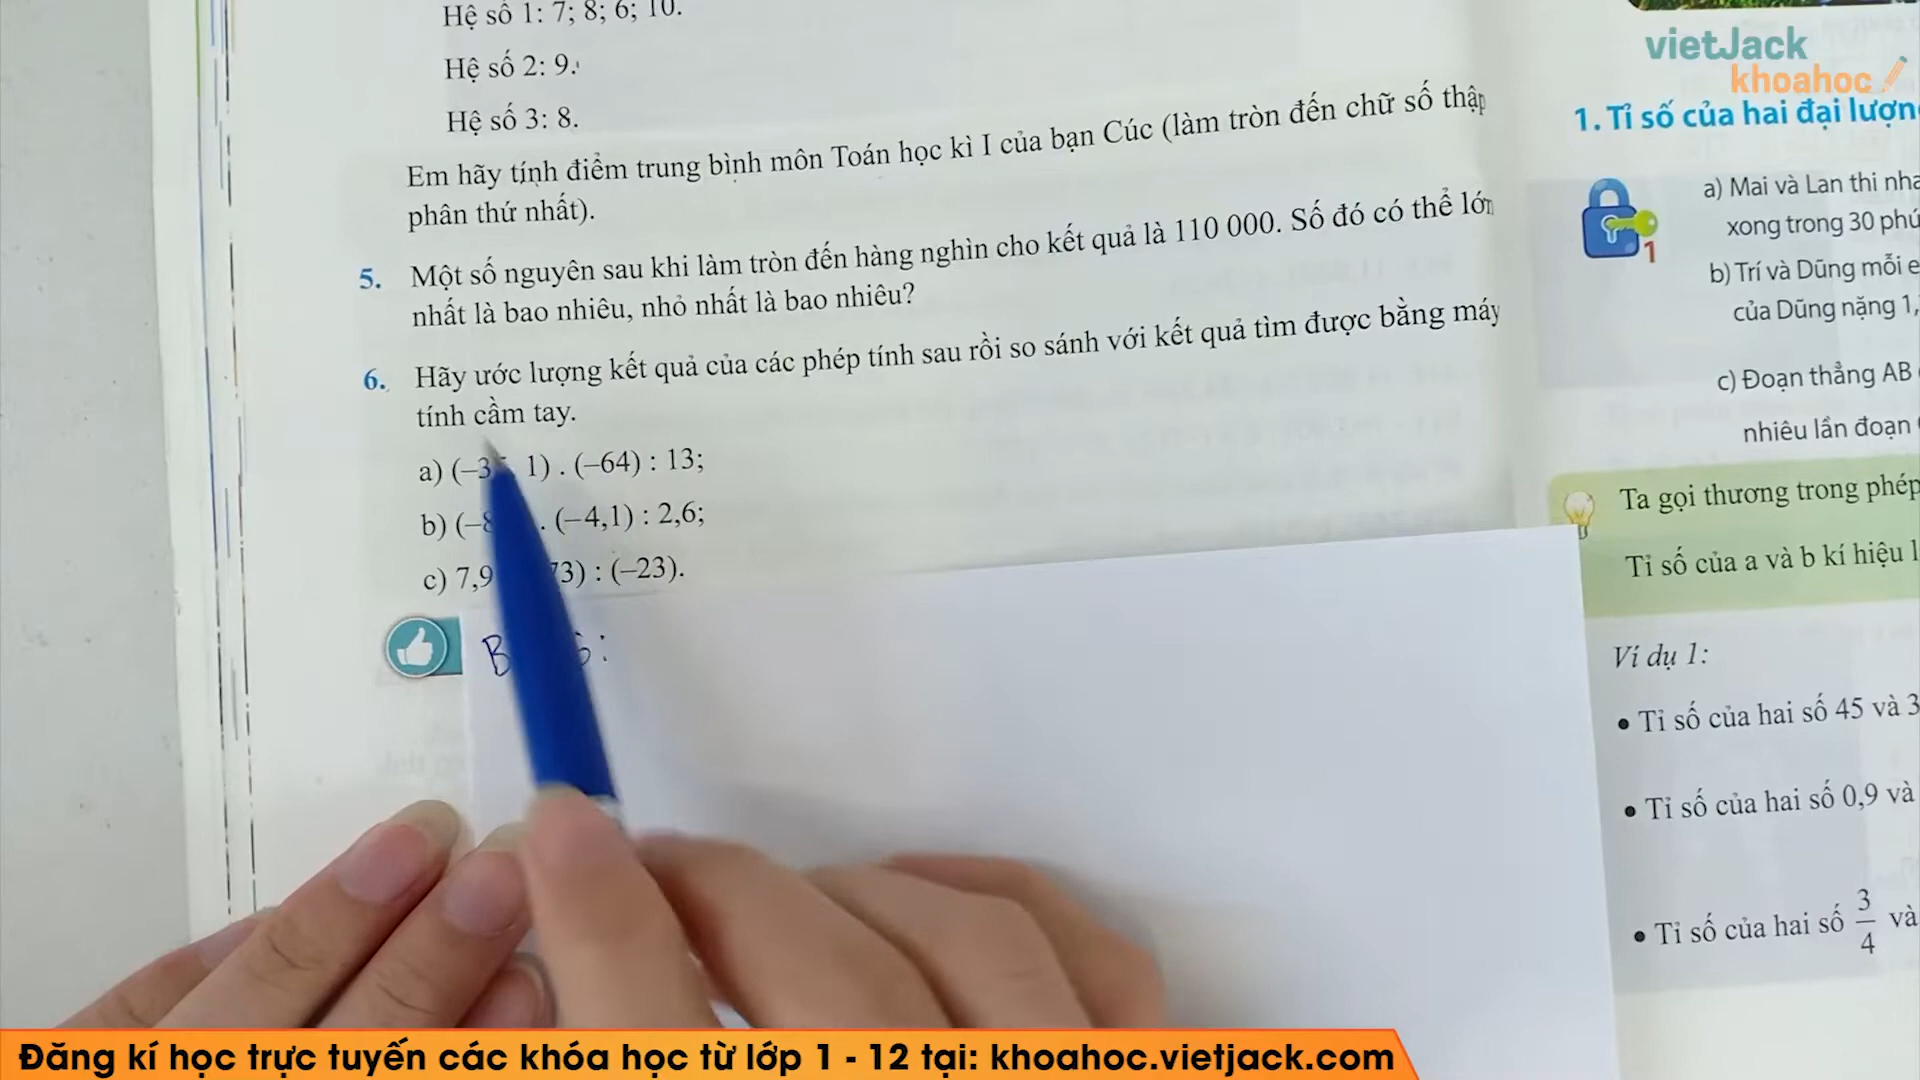 Hệ số 1: 7; 8; 6; 10.
Hệ số 2: 9.
Hệ số 3: 8.
Em hãy tính điểm trung bình môn Toán học kì I của bạn Cúc (làm tròn đến chữ số thập
phân thứ nhất).
5. Một số nguyên sau khi làm tròn đến hàng nghìn cho kết quả là 110 000. Số đó có thể lớn
nhất là bao nhiêu, nhỏ nhất là bao nhiêu?
6. Hãy ước lượng kết quả của các phép tính sau rồi so sánh với kết quả tìm được bằng máy
tính cầm tay.
a) (–3 1) . (–64) : 13;
b) (–8 . (–4,1) : 2,6;
c) 7,9 73) : (–23).
B 6:
vietJack
khoahoc
1. Tỉ số của hai đại lượn
1
a) Mai và Lan thi
xong trong 30
b) Trí và Dũng mỗi
của Dũng nặng 1,
c) Đoạn thẳng AB
nhiêu lần đoạn
Ta gọi thương trong phép
Tỉ số của a và b kí hiệu
Ví dụ 1:
• Tỉ số của hai số 45 và 3
• Tỉ số của hai số 0,9 và
• Tỉ số của hai số 3/4 và
Đăng kí học trực tuyến các khóa học từ lớp 1 - 12 tại: khoahoc.vietjack.com